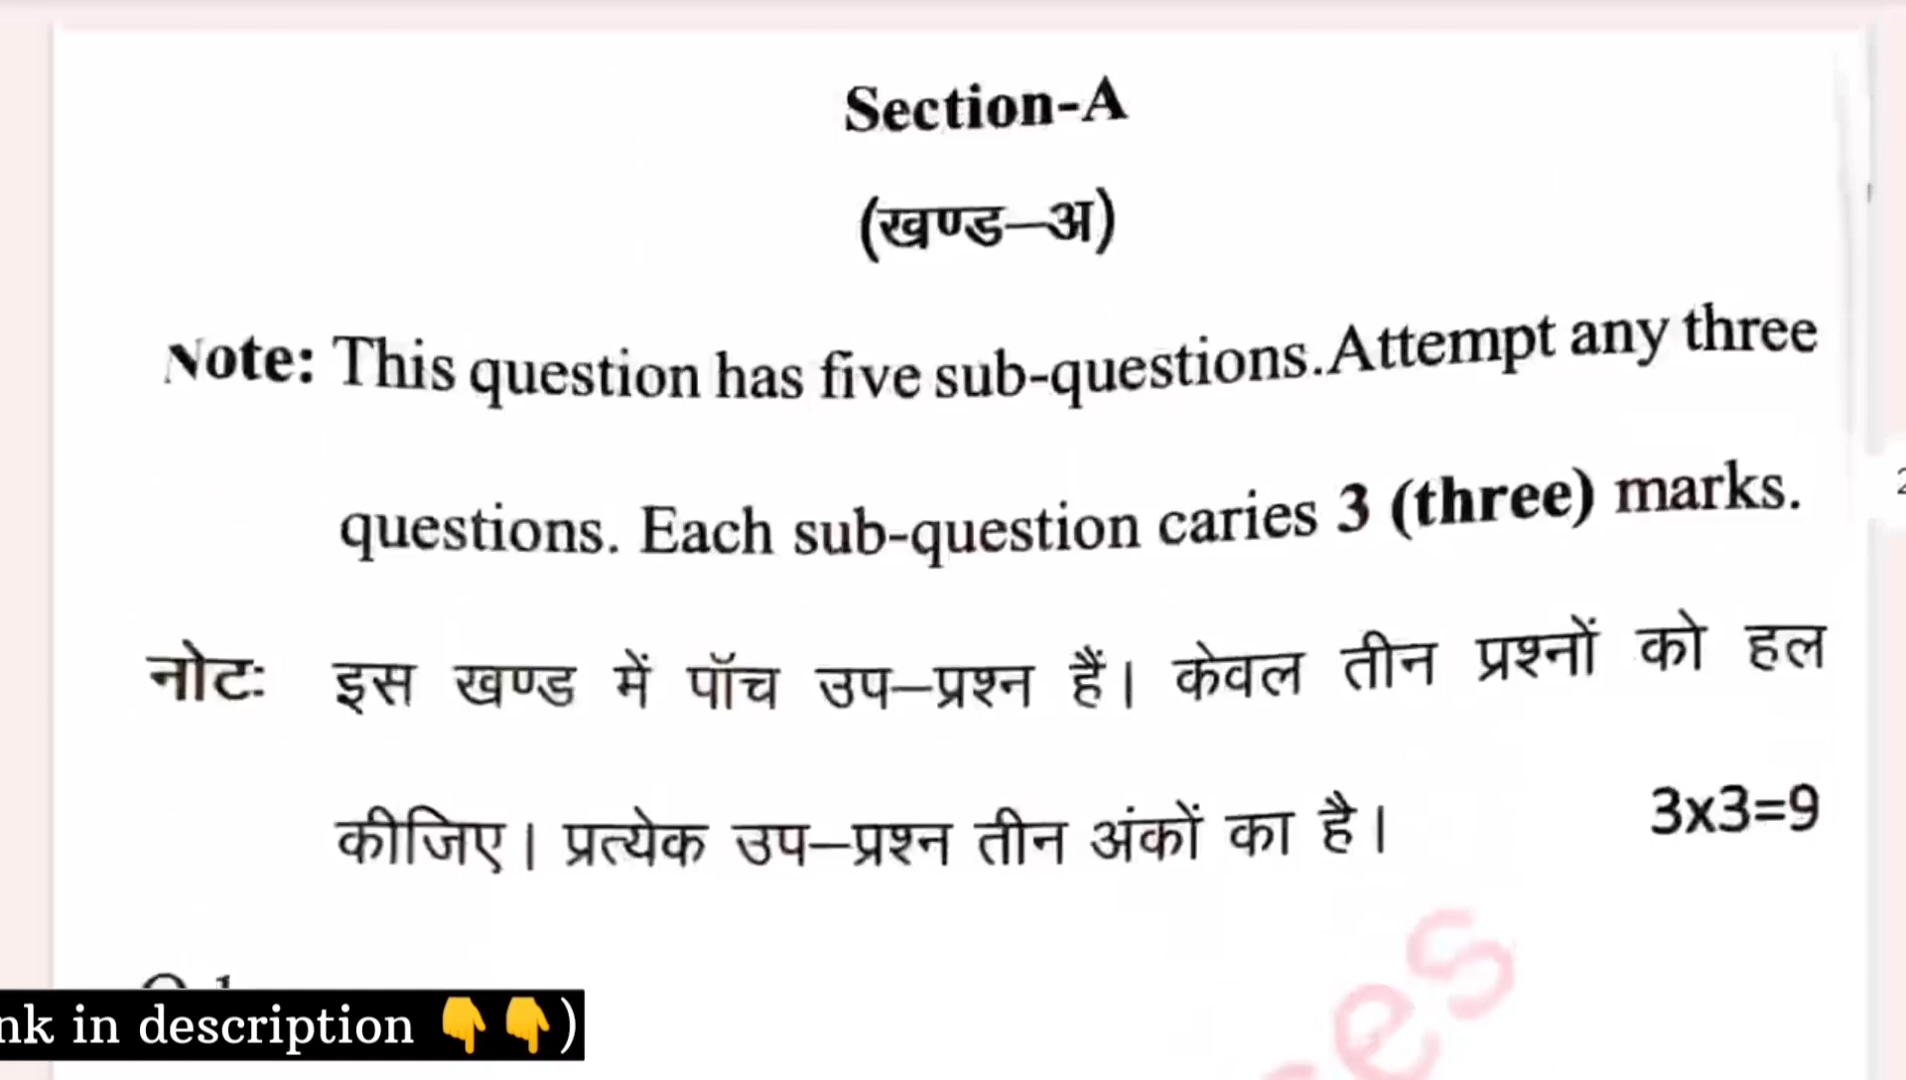 Section-A
(खण्ड–अ)
Note: This question has five sub-questions.Attempt any three
questions. Each sub-question caries 3 (three) marks.
नोटः इस खण्ड में पॉच उप–प्रश्न हैं। केवल तीन प्रश्नों को हल
कीजिए। प्रत्येक उप–प्रश्न तीन अंकों का है। 3x3=9
in description 👇👇)